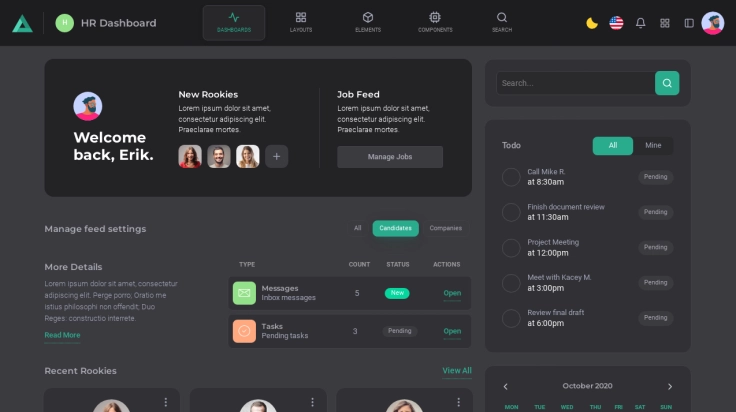 H HR Dashboard
DASHBOARDS
LAYOUTS
ELEMENTS
COMPONENTS
SEARCH
Welcome
back, Erik.
New Rookies
Lorem ipsum dolor sit amet,
consectetur adipiscing elit.
Praeclarae mortes.
Job Feed
Lorem ipsum dolor sit amet,
consectetur adipiscing elit.
Praeclarae mortes.
Manage Jobs
Search...
Todo
All
Mine
Call Mike R.
at 8:30am
Pending
Finish document review
at 11:30am
Pending
Project Meeting
at 12:00pm
Pending
Meet with Kacey M.
at 3:00pm
Pending
Review final draft
at 6:00pm
Pending
Manage feed settings
All
Candidates
Companies
More Details
Lorem ipsum dolor sit amet, consectetur
adipiscing elit. Perge porro; Oratio me
istius philosophi non offendit; Duo
Reges: constructio interrete.
Read More
TYPE COUNT STATUS ACTIONS
Messages
Inbox messages
5
New
Open
Tasks
Pending tasks
3
Pending
Open
Recent Rookies
View All
October 2020
MON TUE WED THU FRI SAT SUN